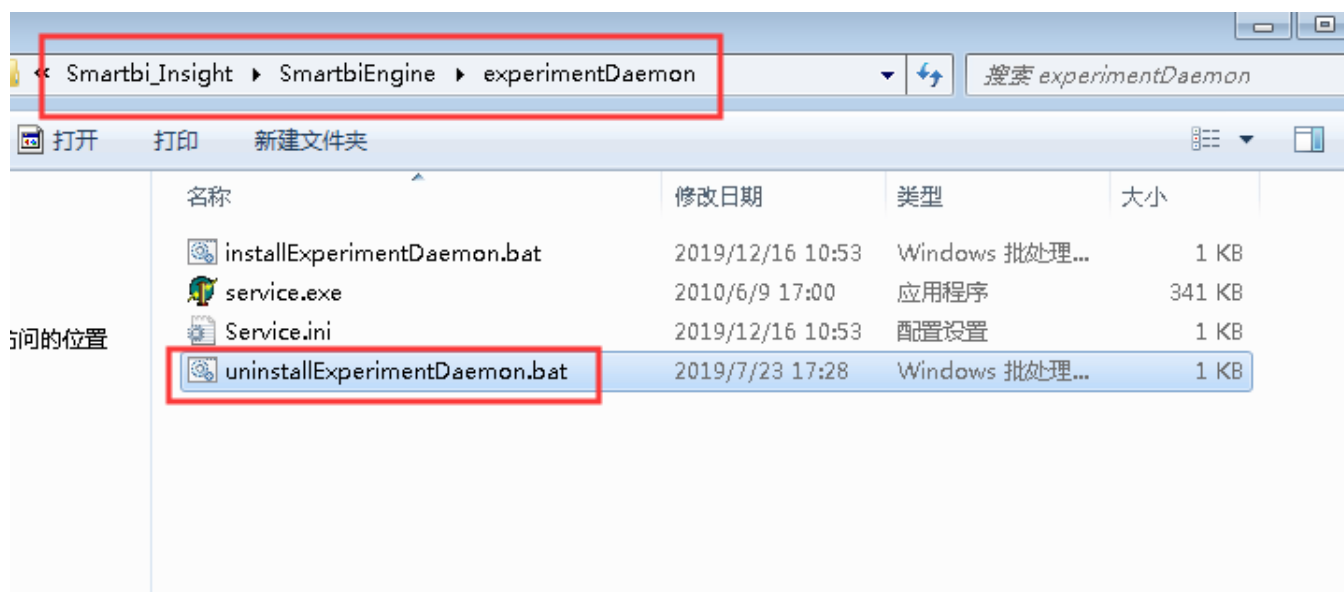 « Smartbi_Insight ▸ SmartbiEngine ▸ experimentDaemon 搜索 experimentDaemon
打开 打印 新建文件夹
名称 修改日期 类型 大小
installExperimentDaemon.bat 2019/12/16 10:53 Windows 批处理... 1 KB
service.exe 2010/6/9 17:00 应用程序 341 KB
Service.ini 2019/12/16 10:53 配置设置 1 KB
问的位置
uninstallExperimentDaemon.bat 2019/7/23 17:28 Windows 批处理... 1 KB